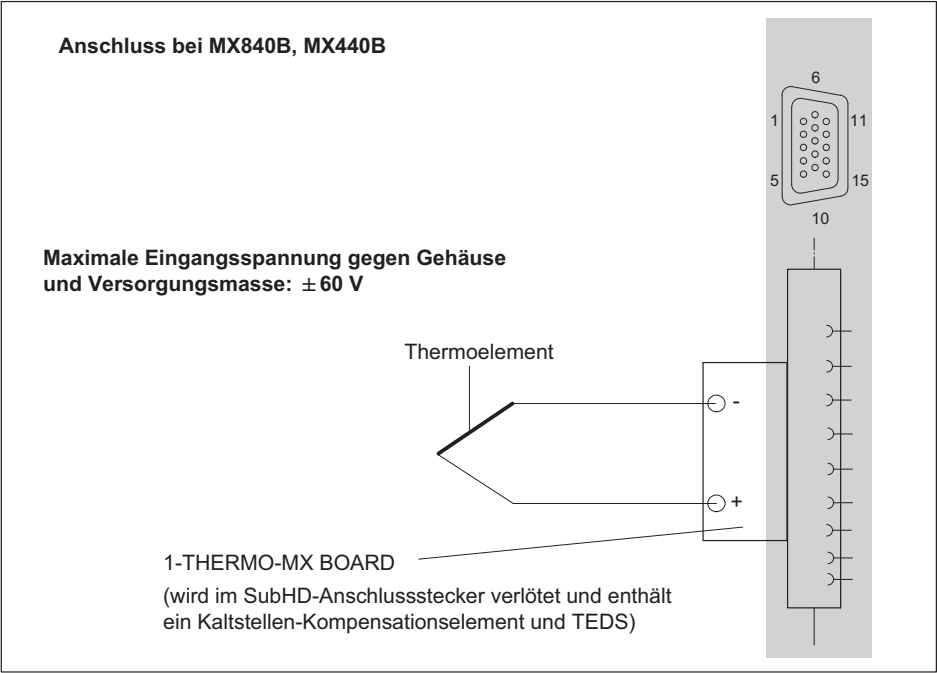 Anschluss bei MX840B, MX440B
6
1
11
5
15
10
Maximale Eingangsspannung gegen Gehäuse
und Versorgungsmasse: ± 60 V
Thermoelement
-
+
1-THERMO-MX BOARD
(wird im SubHD-Anschlussstecker verlötet und enthält
ein Kaltstellen-Kompensationselement und TEDS)